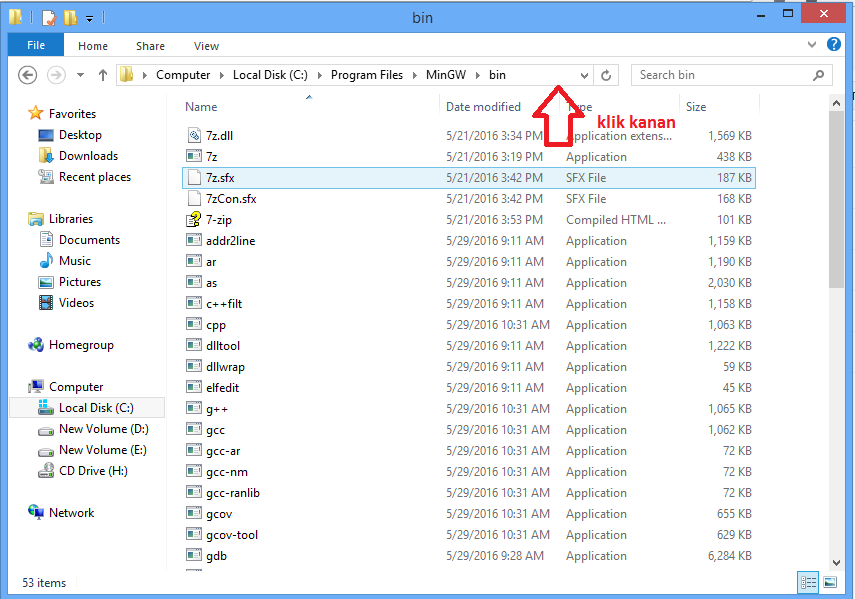 bin
File Home Share View
Computer Local Disk (C:) Program Files MinGW bin Search bin
Name Date modified Type Size
klik kanan
Favorites
Desktop
Downloads
Recent places
Libraries
Documents
Music
Pictures
Videos
Homegroup
Computer
Local Disk (C:)
New Volume (D:)
New Volume (E:)
CD Drive (H:)
Network
7z.dll 5/21/2016 3:34 PM Application extens... 1,569 KB
7z 5/21/2016 3:19 PM Application 438 KB
7z.sfx 5/21/2016 3:42 PM SFX File 187 KB
7zCon.sfx 5/21/2016 3:42 PM SFX File 168 KB
7-zip 5/21/2016 3:53 PM Compiled HTML ... 101 KB
addr2line 5/29/2016 9:11 AM Application 1,159 KB
ar 5/29/2016 9:11 AM Application 1,190 KB
as 5/29/2016 9:11 AM Application 2,030 KB
c++filt 5/29/2016 9:11 AM Application 1,158 KB
cpp 5/29/2016 10:31 AM Application 1,063 KB
dlltool 5/29/2016 9:11 AM Application 1,222 KB
dllwrap 5/29/2016 9:11 AM Application 59 KB
elfedit 5/29/2016 9:11 AM Application 45 KB
g++ 5/29/2016 10:31 AM Application 1,065 KB
gcc 5/29/2016 10:31 AM Application 1,062 KB
gcc-ar 5/29/2016 10:31 AM Application 72 KB
gcc-nm 5/29/2016 10:31 AM Application 72 KB
gcc-ranlib 5/29/2016 10:31 AM Application 72 KB
gcov 5/29/2016 10:31 AM Application 655 KB
gcov-tool 5/29/2016 10:31 AM Application 629 KB
gdb 5/29/2016 9:28 AM Application 6,284 KB
53 items